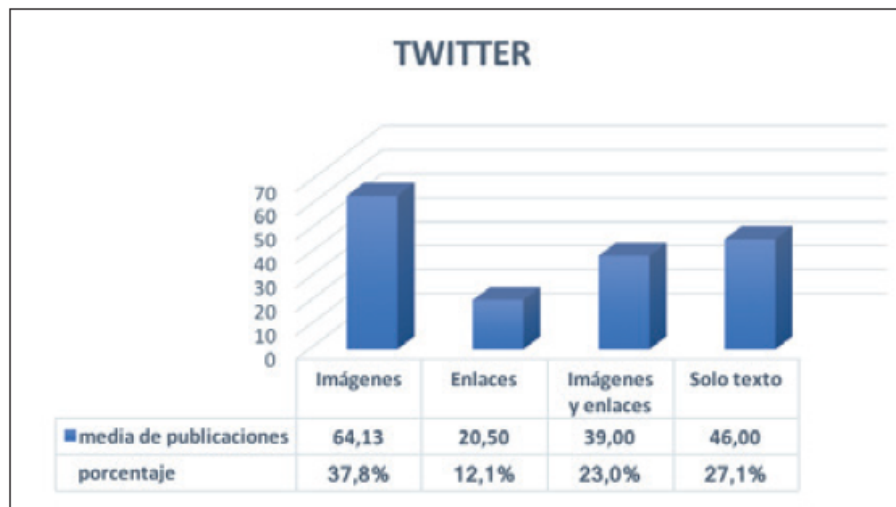 TWITTER
70
60
50
40
30
20
10
0
Imágenes Enlaces Imágenes y enlaces Solo texto
media de publicaciones 64,13 20,50 39,00 46,00
porcentaje 37,8% 12,1% 23,0% 27,1%